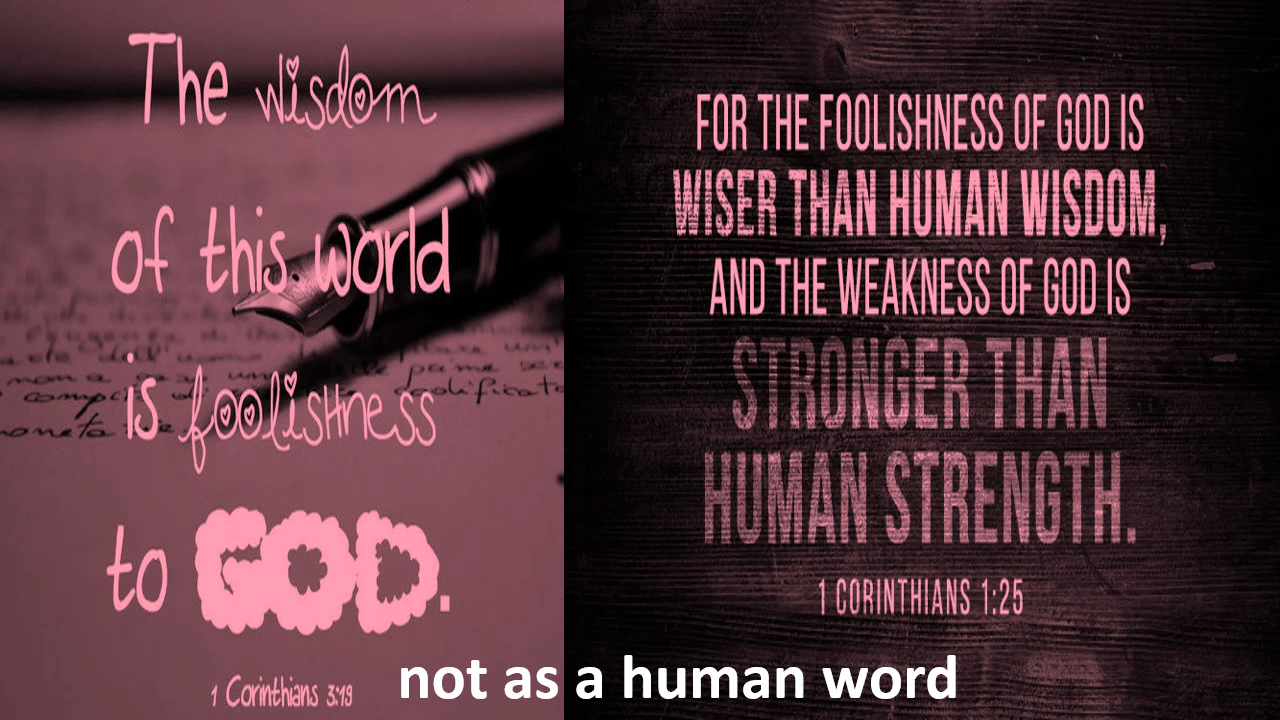 The wisdom
of this world
is foolishness
to GOD.
1 Corinthians 3:19
FOR THE FOOLISHNESS OF GOD IS
WISER THAN HUMAN WISDOM,
AND THE WEAKNESS OF GOD IS
STRONGER THAN
HUMAN STRENGTH.
1 CORINTHIANS 1:25
not as a human word